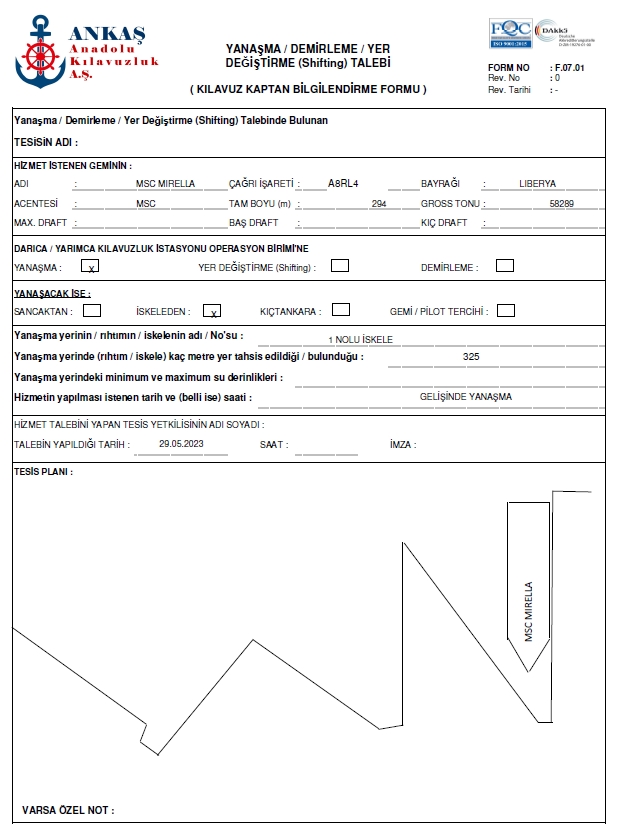 ANKAŞ
Anadolu
Kılavuzluk
A.Ş.
YANAŞMA / DEMİRLEME / YER
DEĞİŞTİRME (Shifting) TALEBİ
( KILAVUZ KAPTAN BİLGİLENDİRME FORMU )
FQC
ISO 9001:2015
DAkkS
Deutsche
Akkreditierungsstelle
FORM NO : F.07.01
Rev. No : 0
Rev. Tarihi : -
Yanaşma / Demirleme / Yer Değiştirme (Shifting) Talebinde Bulunan
TESİSİN ADI :
HİZMET İSTENEN GEMİNİN :
ADI : MSC MIRELLA ÇAĞRI İŞARETİ : A8RL4 BAYRAĞI : LIBERYA
ACENTESİ : MSC TAM BOYU (m) : 294 GROSS TONU : 58289
MAX. DRAFT : BAŞ DRAFT : KIÇ DRAFT :
DARICA / YARIMCA KILAVUZLUK İSTASYONU OPERASYON BİRİMİ'NE
YANAŞMA : X YER DEĞİŞTİRME (Shifting) : DEMİRLEME :
YANAŞACAK İSE :
SANCAKTAN : İSKELEDEN : X KIÇTANKARA : GEMİ / PİLOT TERCİHİ :
Yanaşma yerinin / rıhtımın / iskelenin adı / No'su : 1 NOLU İSKELE
Yanaşma yerinde (rıhtım / iskele) kaç metre yer tahsis edildiği / bulunduğu : 325
Yanaşma yerindeki minimum ve maximum su derinlikleri :
Hizmetin yapılması istenen tarih ve (belli ise) saati : GELİŞİNDE YANAŞMA
HİZMET TALEBİNİ YAPAN TESİS YETKİLİSİNİN ADI SOYADI :
TALEBİN YAPILDIĞI TARİH : 29.05.2023 SAAT : İMZA :
TESİS PLANI :
MSC MIRELLA
VARSA ÖZEL NOT :